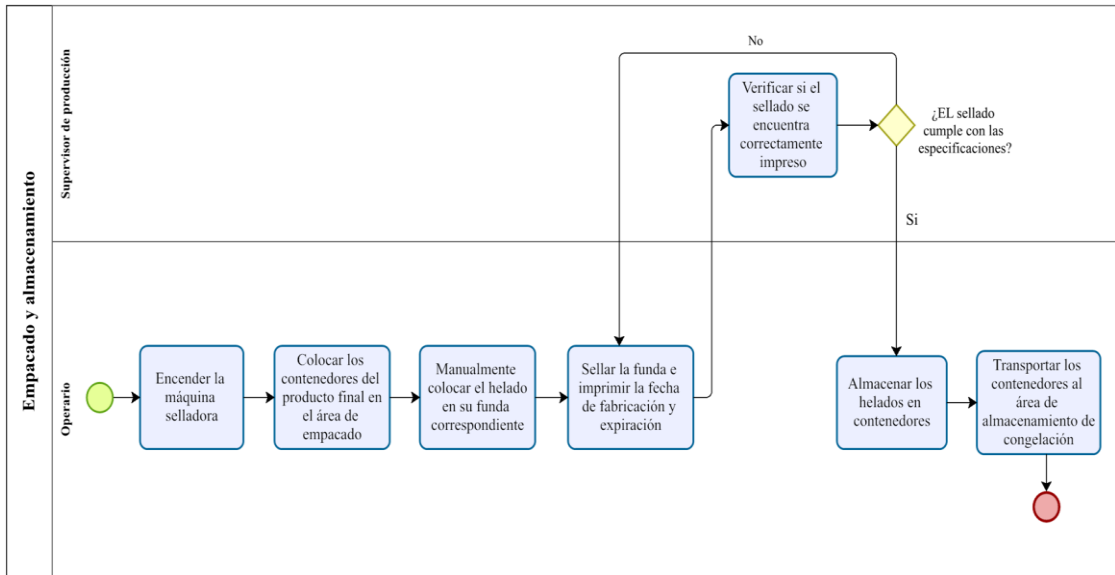 Empacado y almacenamiento
Supervisor de producción
No
Verificar si el
sellado se
encuentra
correctamente
impreso
¿EL sellado
cumple con las
especificaciones?
Si
Operario
Encender la
máquina
selladora
Colocar los
contenedores del
producto final en
el área de
empacado
Manualmente
colocar el helado
en su funda
correspondiente
Sellar la funda e
imprimir la fecha
de fabricación y
expiración
Almacenar los
helados en
contenedores
Transportar los
contenedores al
área de
almacenamiento de
congelación